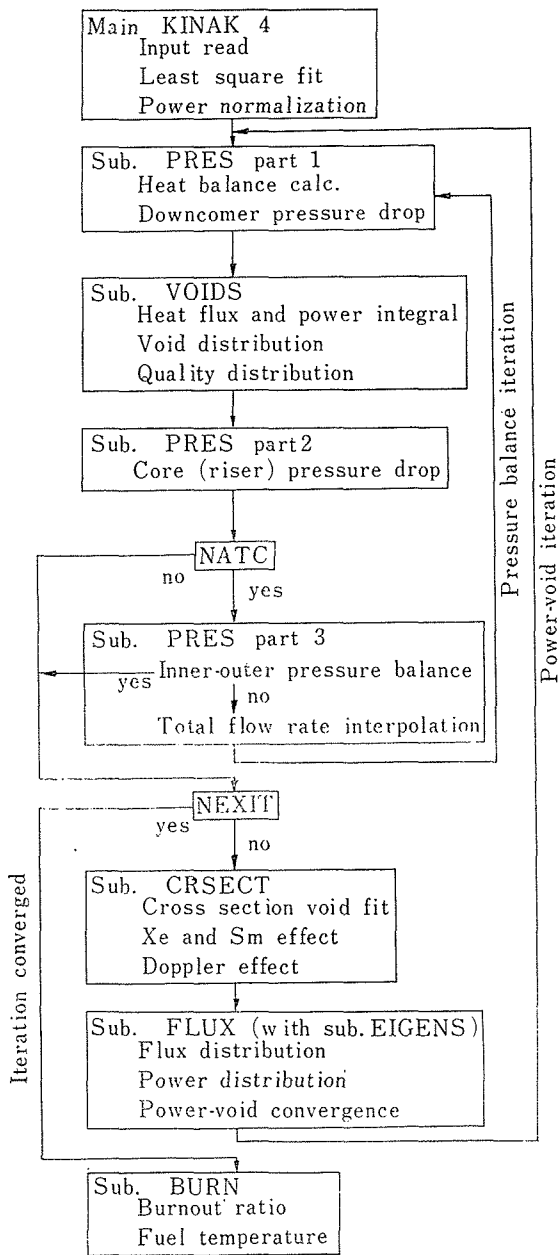 Main KINAK 4
Input read
Least square fit
Power normalization
Sub. PRES part 1
Heat balance calc.
Downcomer pressure drop
Sub. VOIDS
Heat flux and power integral
Void distribution
Quality distribution
Sub. PRES part 2
Core (riser) pressure drop
NATC
no
yes
Sub. PRES part 3
yes
Inner-outer pressure balance
no
Total flow rate interpolation
Pressure balance iteration
Power-void iteration
NEXIT
yes
no
Sub. CRSECT
Cross section void fit
Xe and Sm effect
Doppler effect
Sub. FLUX (with sub. EIGENS)
Flux distribution
Power distribution
Power-void convergence
Iteration converged
Sub. BURN
Burnout ratio
Fuel temperature